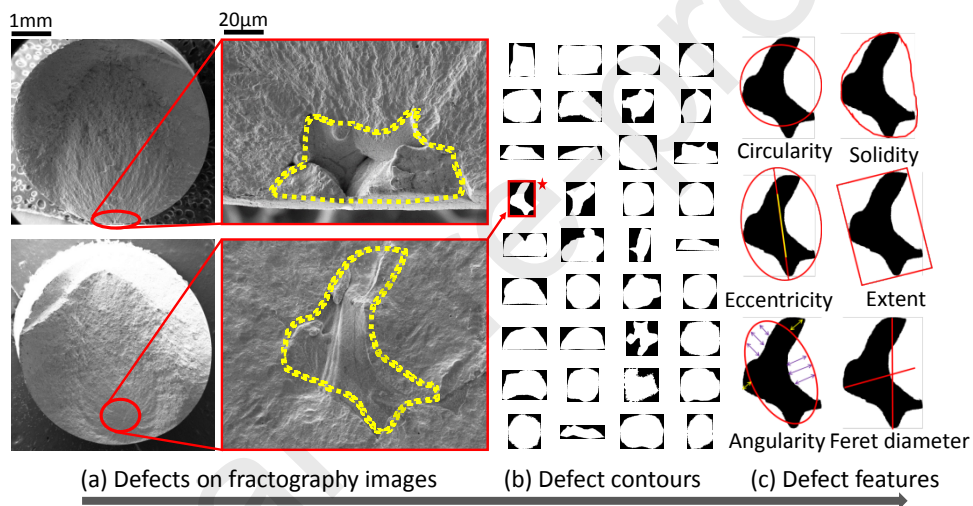 1mm
20μm
Circularity
Solidity
Eccentricity
Extent
Angularity
Feret diameter
(a) Defects on fractography images
(b) Defect contours
(c) Defect features